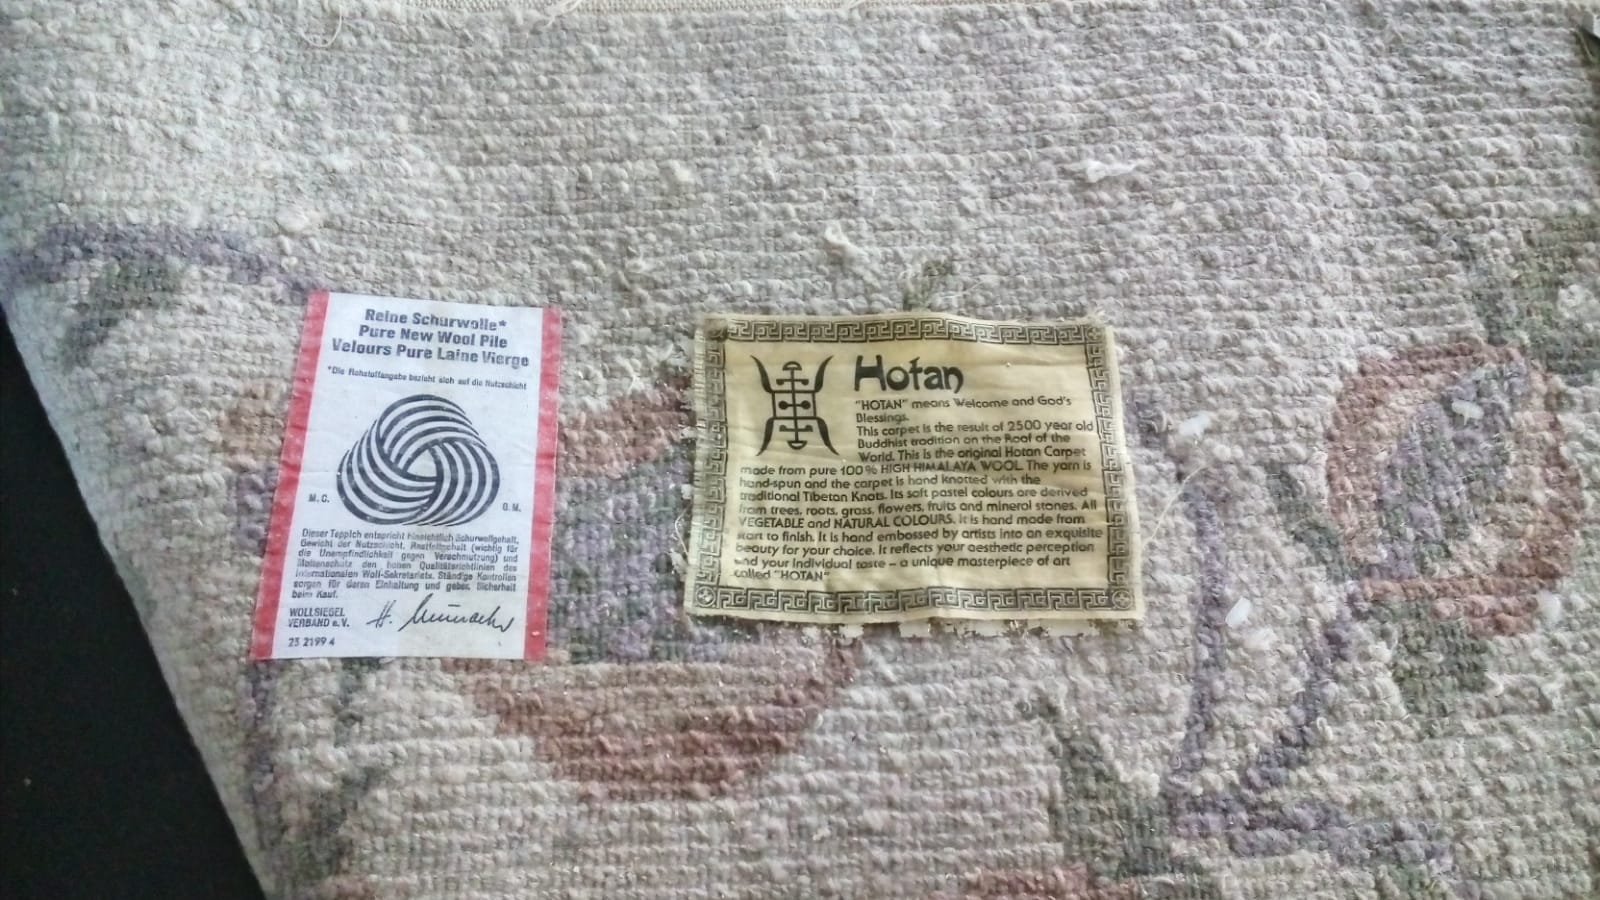 Reine Schurwolle*
Pure New Wool Pile
Velours Pure Laine Vierge
*Die Rohstoffangabe bezieht sich auf die Nutzschicht
M.C.
G.M.
Dieser Teppich entspricht hinsichtlich Schurwollgehalt,
Gewicht der Nutzschicht, Restfettgehalt (wichtig für
die Unempfindlichkeit gegen Verschmutzung) und
Mottenschutz den hohen Qualitätsrichtlinien des
Internationalen Woll-Sekretariats. Ständige Kontrollen
sorgen für deren Einhaltung und geben Sicherheit
beim Kauf.
WOLLSIEGEL
VERBAND e.V.
23 2199 4
Hotan
"HOTAN" means Welcome and God's
Blessings.
This carpet is the result of 2500 year old
Buddhist tradition on the Roof of the
World. This is the original Hotan Carpet
made from pure 100% HIGH HIMALAYA WOOL. The yarn is
hand-spun and the carpet is hand knotted with the
traditional Tibetan Knots. Its soft pastel colours are derived
from trees, roots, grass, flowers, fruits and mineral stones. All
VEGETABLE and NATURAL COLOURS. It is hand made from
start to finish. It is hand embossed by artists into an exquisite
beauty for your choice. It reflects your aesthetic perception
and your individual taste – a unique masterpiece of art
called "HOTAN"